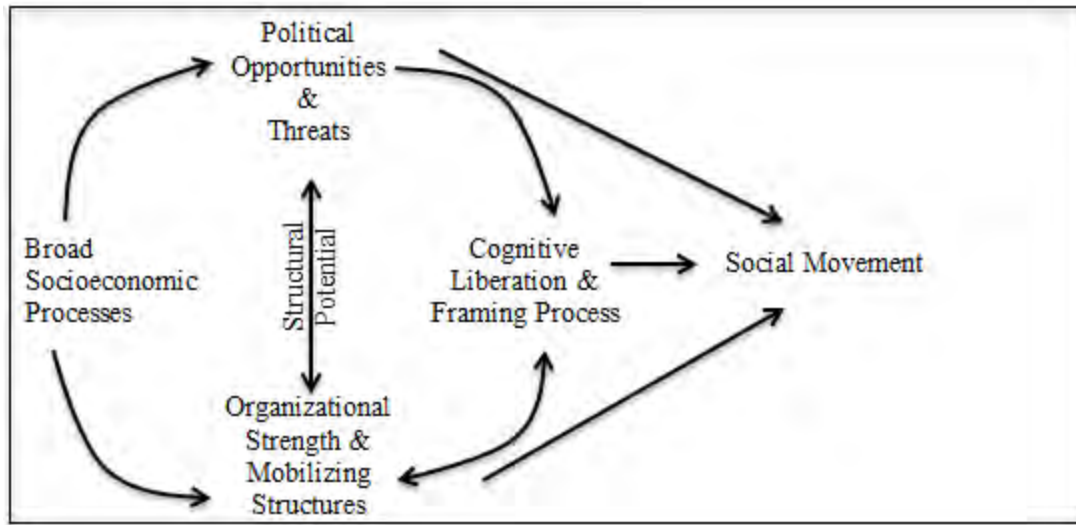 Political
Opportunities
&
Threats
Broad
Socioeconomic
Processes
Structural
Potential
Cognitive
Liberation &
Framing Process
Social Movement
Organizational
Strength &
Mobilizing
Structures